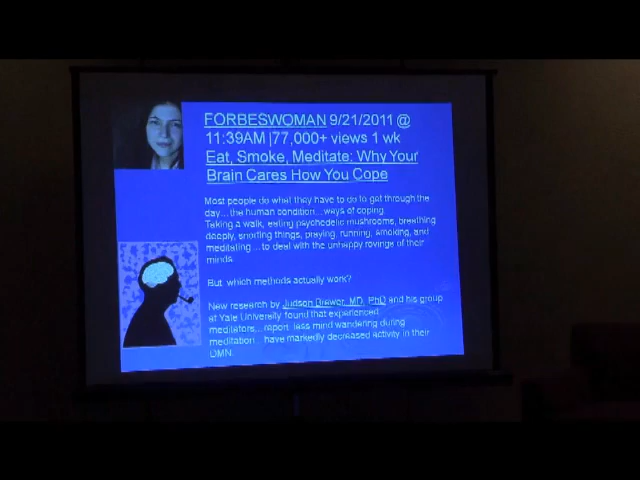 FORBESWOMAN 9/21/2011 @
11:39AM |77,000+ views 1 wk
Eat, Smoke, Meditate: Why Your
Brain Cares How You Cope
Most people do what they have to do to get through the
day…the human condition…ways of coping.
Taking a walk, eating psychedelic mushrooms, breathing
deeply, snorting things, praying, running, smoking, and
meditating …to deal with the unhappy rovings of their
minds.
But which methods actually work?
New research by Judson Brewer, MD, PhD and his group
at Yale University found that experienced
meditators…report less mind wandering during
meditation…have markedly decreased activity in their
DMN.